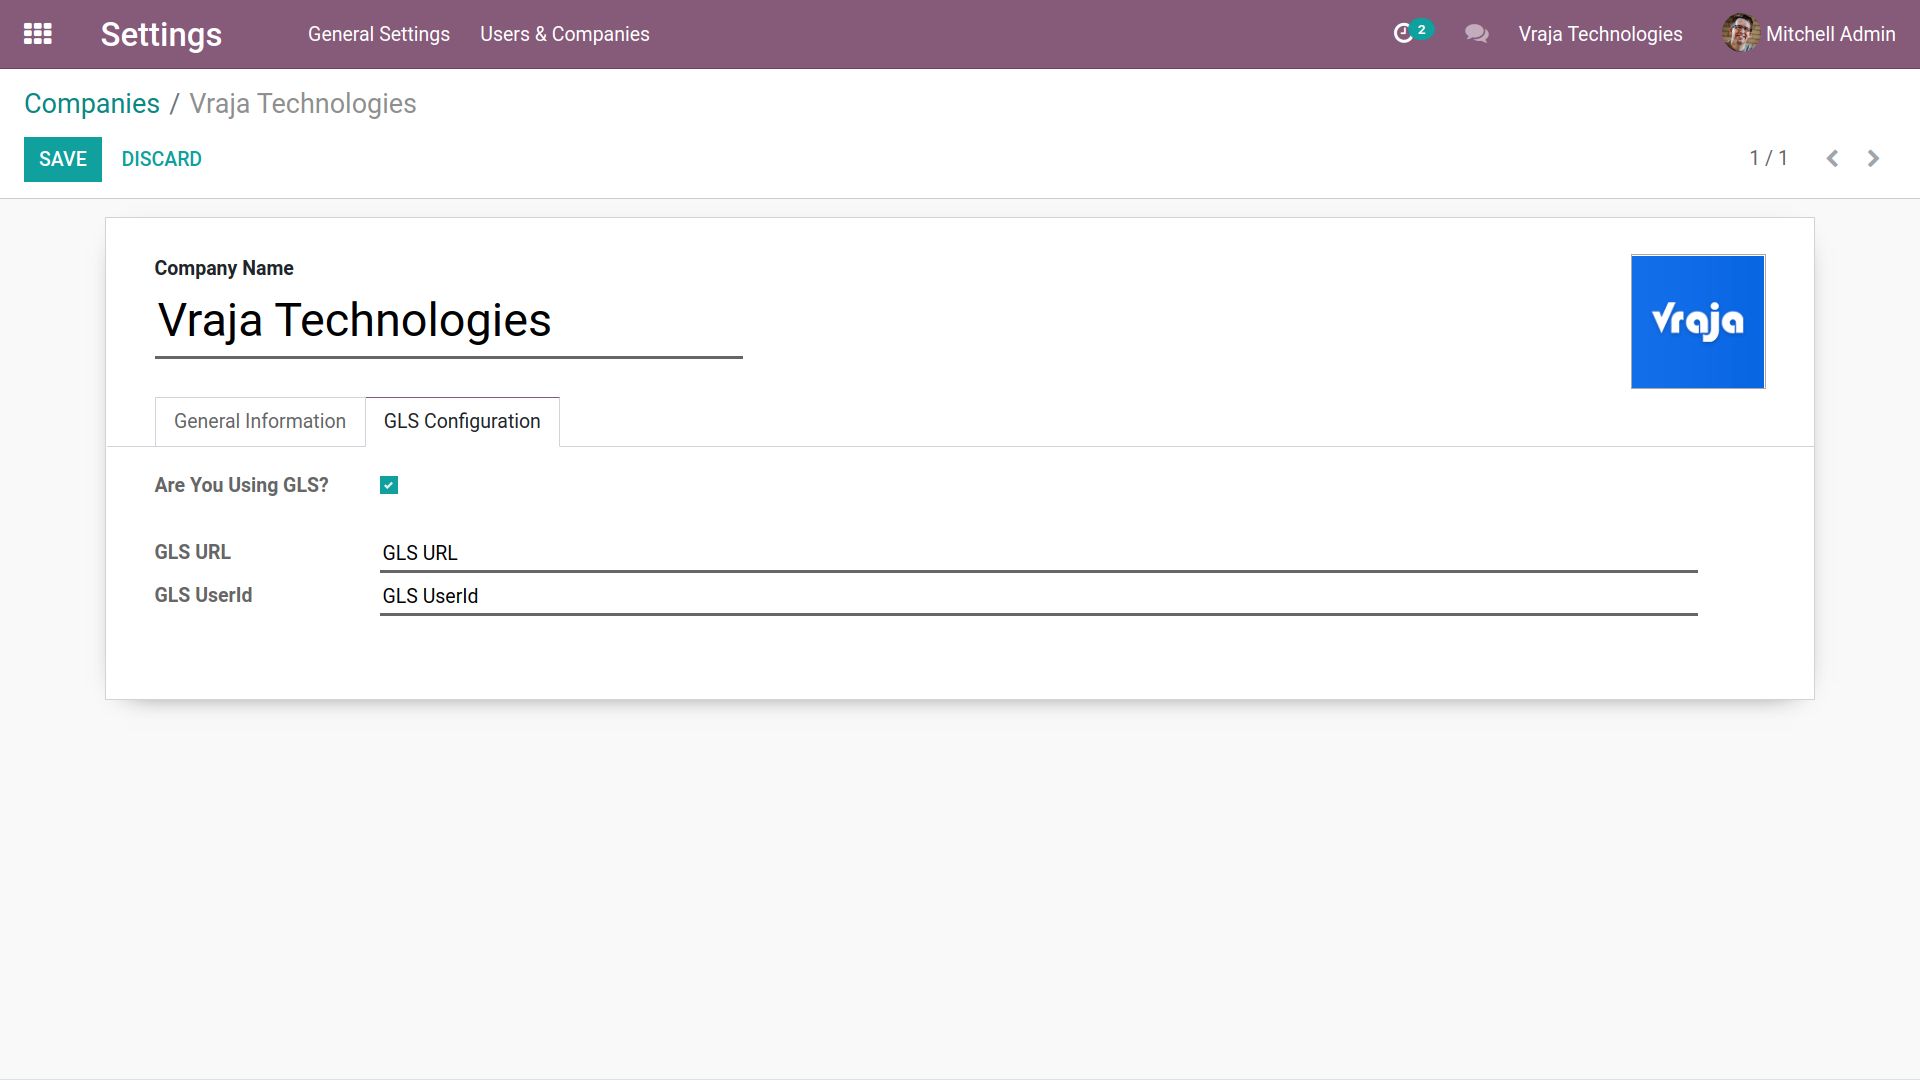 Settings General Settings Users & Companies 2 Vraja Technologies Mitchell Admin
Companies / Vraja Technologies
SAVE DISCARD 1 / 1
Company Name
Vraja Technologies
vraja
General Information GLS Configuration
Are You Using GLS?
GLS URL GLS URL
GLS UserId GLS UserId